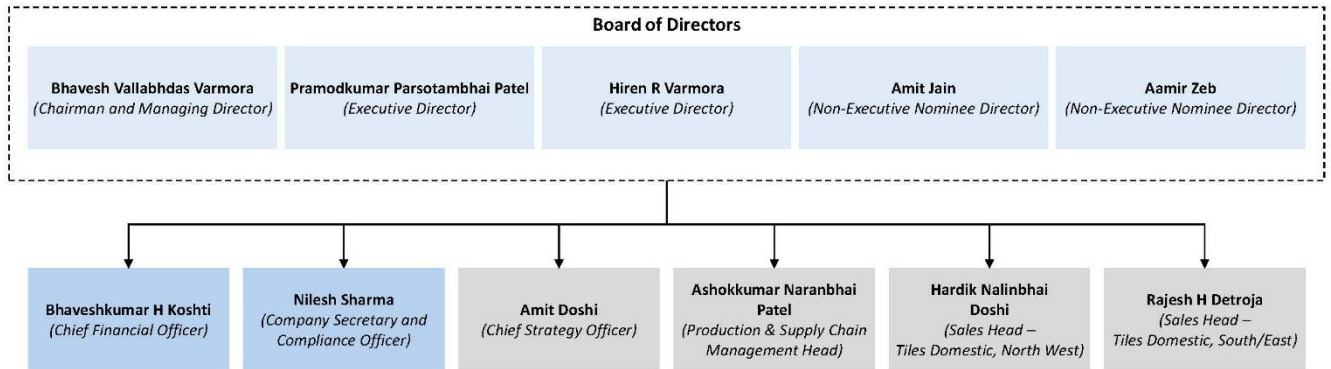 Board of Directors
Bhavesh Vallabhdas Varmora
(Chairman and Managing Director)
Pramodkumar Parsotambhai Patel
(Executive Director)
Hiren R Varmora
(Executive Director)
Amit Jain
(Non-Executive Nominee Director)
Aamir Zeb
(Non-Executive Nominee Director)
Bhaveshkumar H Koshti
(Chief Financial Officer)
Nilesh Sharma
(Company Secretary and
Compliance Officer)
Amit Doshi
(Chief Strategy Officer)
Ashokkumar Naranbhai
Patel
(Production & Supply Chain
Management Head)
Hardik Nalinbhai
Doshi
(Sales Head –
Tiles Domestic, North West)
Rajesh H Detroja
(Sales Head –
Tiles Domestic, South/East)